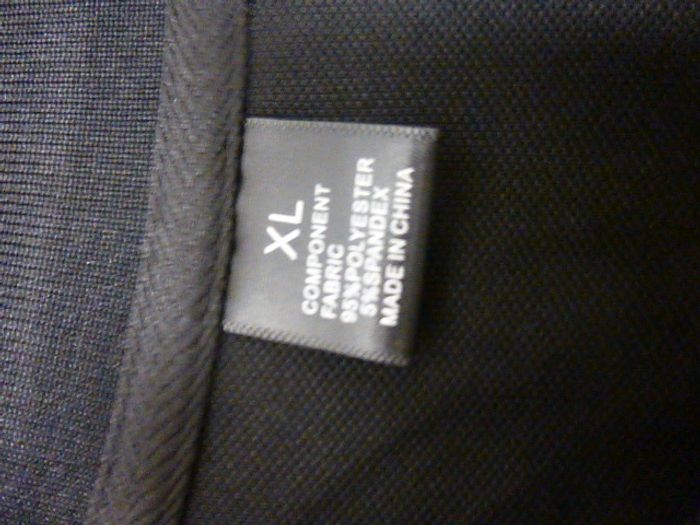 XL
COMPONENT
FABRIC
95%POLYESTER
5%SPANDEX
MADE IN CHINA